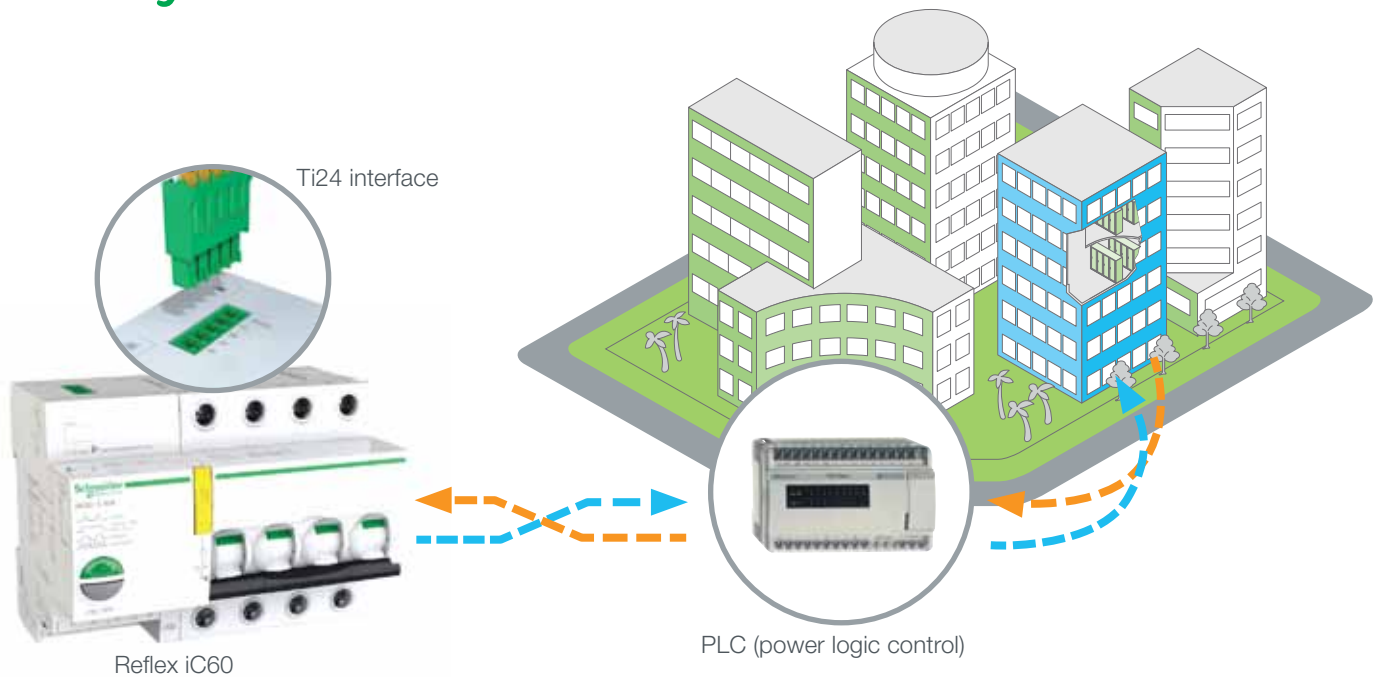 Ti24 interface
Schneider
PLC (power logic control)
Reflex iC60